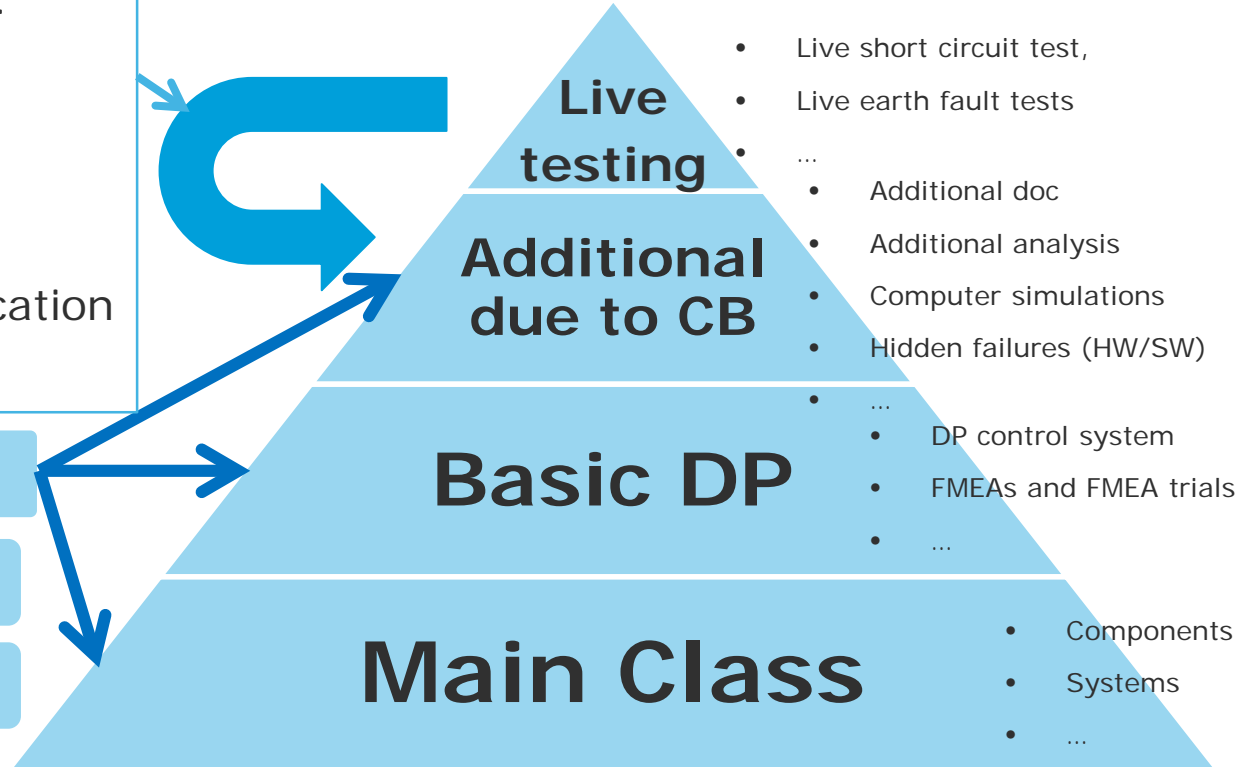 Live
testing
• Live short circuit test,
• Live earth fault tests
• ...
Additional
due to CB
• Additional doc
• Additional analysis
• Computer simulations
• Hidden failures (HW/SW)
• ...
Basic DP
• DP control system
• FMEAs and FMEA trials
• ...
Main Class
• Components
• Systems
• ...